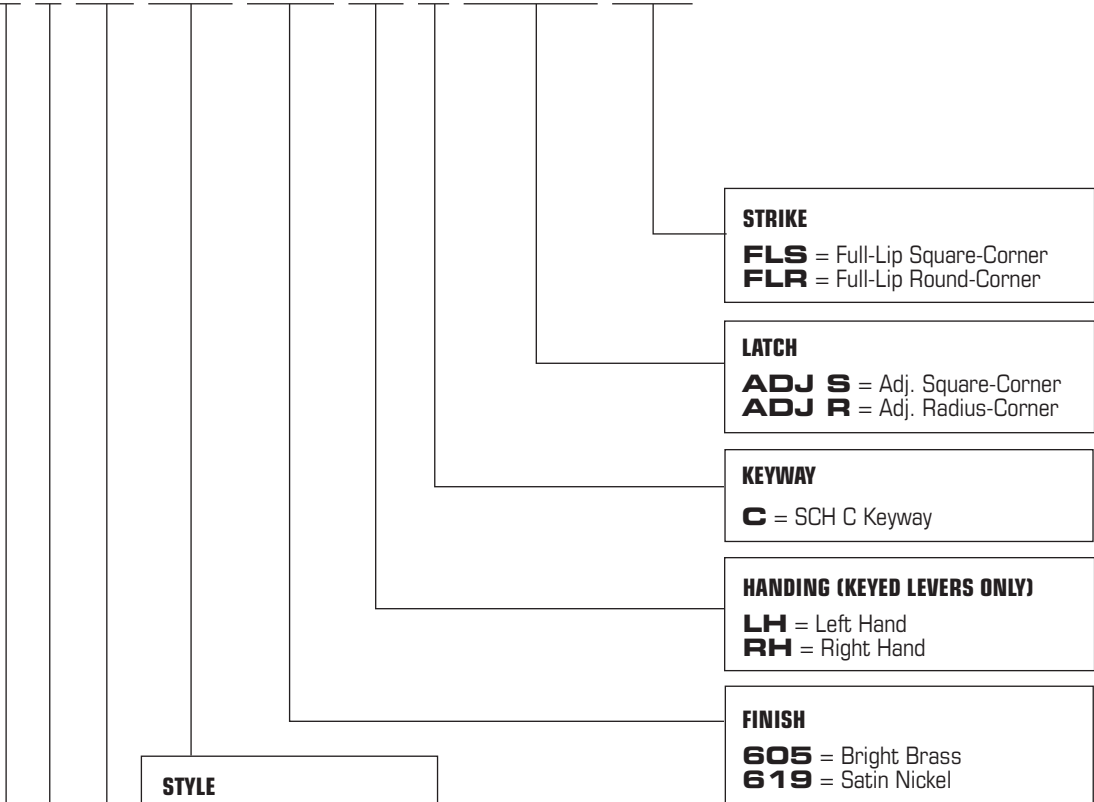 STRIKE
FLS = Full-Lip Square-Corner
FLR = Full-Lip Round-Corner
LATCH
ADJ S = Adj. Square-Corner
ADJ R = Adj. Radius-Corner
KEYWAY
C = SCH C Keyway
HANDING (KEYED LEVERS ONLY)
LH = Left Hand
RH = Right Hand
FINISH
605 = Bright Brass
619 = Satin Nickel
STYLE